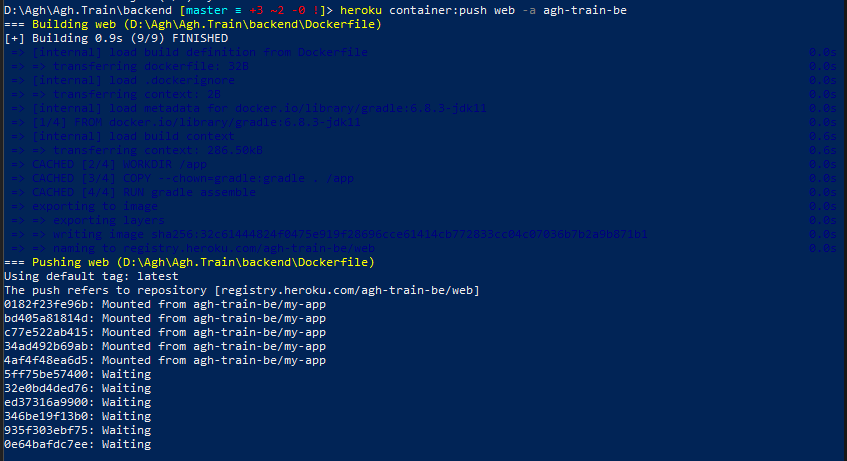 D:\Agh\Agh.Train\backend [master ≡ +3 ~2 -0 !]> heroku container:push web -a agh-train-be
=== Building web (D:\Agh\Agh.Train\backend\Dockerfile)
[+] Building 0.9s (9/9) FINISHED
=> [internal] load build definition from Dockerfile 0.0s
=> => transferring dockerfile: 32B 0.0s
=> [internal] load .dockerignore 0.0s
=> => transferring context: 2B 0.0s
=> [internal] load metadata for docker.io/library/gradle:6.8.3-jdk11 0.0s
=> [1/4] FROM docker.io/library/gradle:6.8.3-jdk11 0.0s
=> [internal] load build context 0.6s
=> => transferring context: 286.50kB 0.6s
=> CACHED [2/4] WORKDIR /app 0.0s
=> CACHED [3/4] COPY --chown=gradle:gradle . /app 0.0s
=> CACHED [4/4] RUN gradle assemble 0.0s
=> exporting to image 0.0s
=> => exporting layers 0.0s
=> => writing image 0.0s
=> => naming to registry.heroku.com/agh-train-be/web 0.0s
=== Pushing web (D:\Agh\Agh.Train\backend\Dockerfile)
Using default tag: latest
The push refers to repository [registry.heroku.com/agh-train-be/web]
0182f23fe96b: Mounted from agh-train-be/my-app
bd405a81814d: Mounted from agh-train-be/my-app
c77e522ab415: Mounted from agh-train-be/my-app
34ad492b69ab: Mounted from agh-train-be/my-app
4af4f48ea6d5: Mounted from agh-train-be/my-app
5ff75be57400: Waiting
32e0bd4ded76: Waiting
ed37316a9900: Waiting
346be19f13b0: Waiting
935f303ebf75: Waiting
0e64bafdc7ee: Waiting